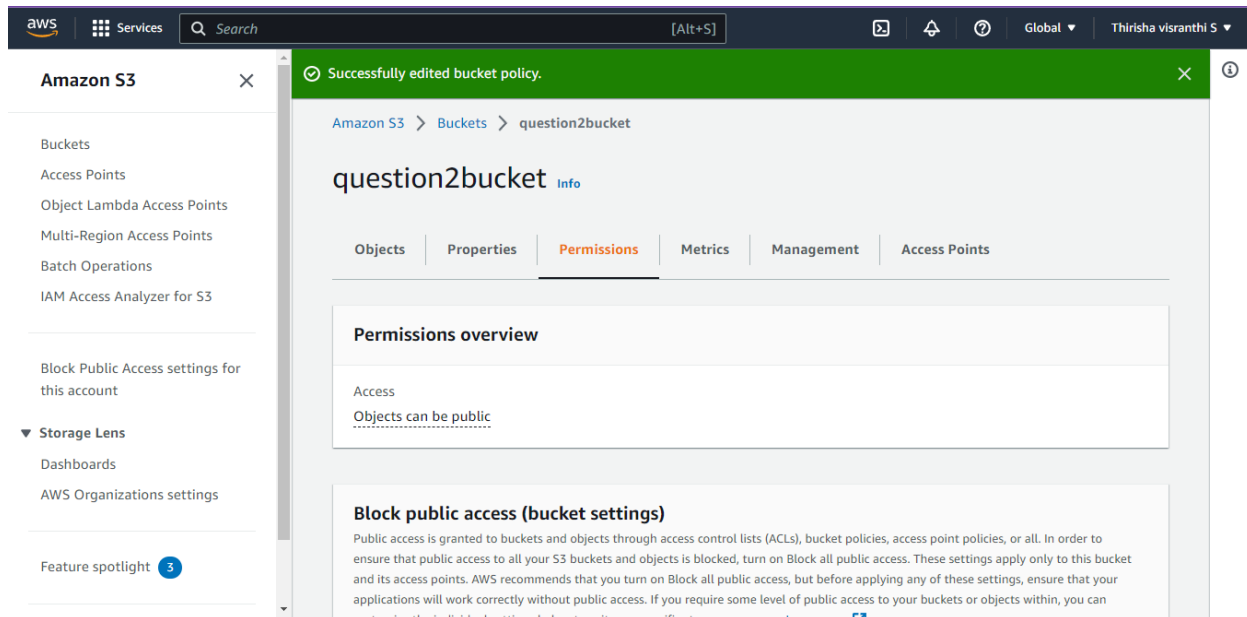 aws
Services
Search
[Alt+S]
Global ▼
Thirisha visranthi S ▼
Amazon S3
Buckets
Access Points
Object Lambda Access Points
Multi-Region Access Points
Batch Operations
IAM Access Analyzer for S3
Block Public Access settings for
this account
▼ Storage Lens
Dashboards
AWS Organizations settings
Feature spotlight 3
Successfully edited bucket policy.
Amazon S3 > Buckets > question2bucket
question2bucket Info
Objects
Properties
Permissions
Metrics
Management
Access Points
Permissions overview
Access
Objects can be public
Block public access (bucket settings)
Public access is granted to buckets and objects through access control lists (ACLs), bucket policies, access point policies, or all. In order to
ensure that public access to all your S3 buckets and objects is blocked, turn on Block all public access. These settings apply only to this bucket
and its access points. AWS recommends that you turn on Block all public access, but before applying any of these settings, ensure that your
applications will work correctly without public access. If you require some level of public access to your buckets or objects within, you can